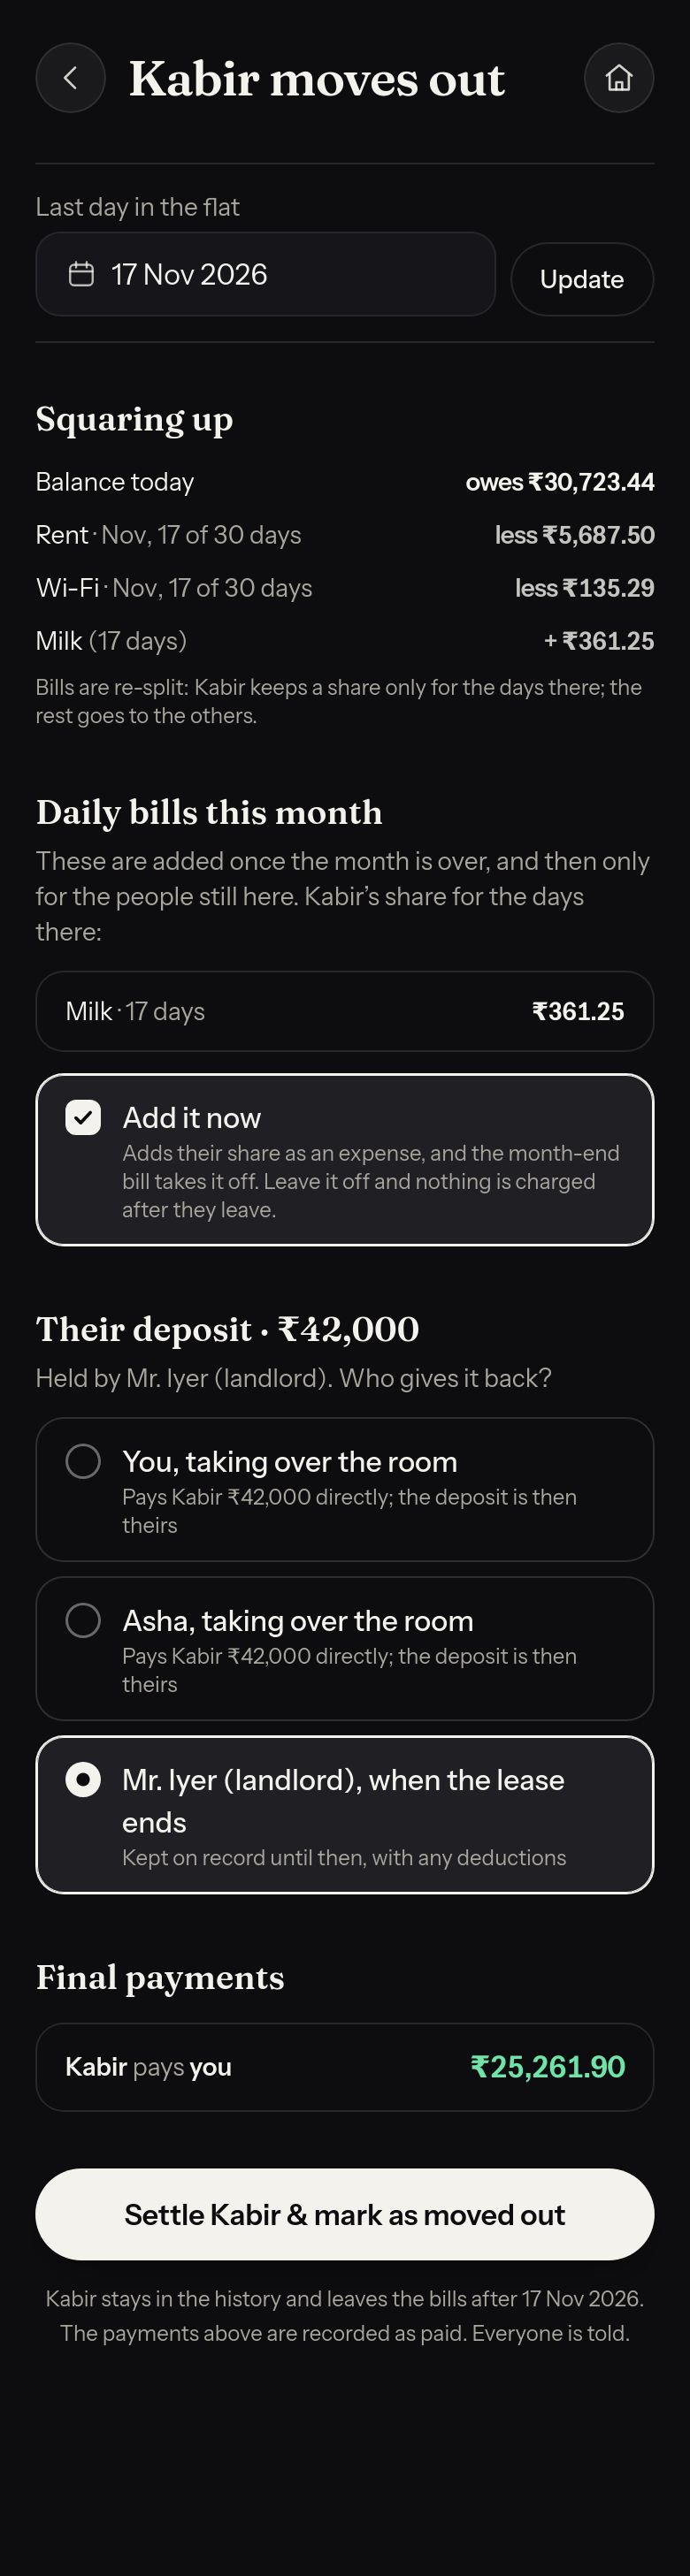 Kabir moves out
Last day in the flat
17 Nov 2026
Update
Squaring up
Balance today
owes ₹30,723.44
Rent · Nov, 17 of 30 days
less ₹5,687.50
Wi-Fi · Nov, 17 of 30 days
less ₹135.29
Milk (17 days)
+ ₹361.25
Bills are re-split: Kabir keeps a share only for the days there; the
rest goes to the others.
Daily bills this month
These are added once the month is over, and then only
for the people still here. Kabir’s share for the days
there:
Milk · 17 days
₹361.25
Add it now
Adds their share as an expense, and the month-end
bill takes it off. Leave it off and nothing is charged
after they leave.
Their deposit · ₹42,000
Held by Mr. Iyer (landlord). Who gives it back?
You, taking over the room
Pays Kabir ₹42,000 directly; the deposit is then
theirs
Asha, taking over the room
Pays Kabir ₹42,000 directly; the deposit is then
theirs
Mr. Iyer (landlord), when the lease
ends
Kept on record until then, with any deductions
Final payments
Kabir pays you
₹25,261.90
Settle Kabir & mark as moved out
Kabir stays in the history and leaves the bills after 17 Nov 2026.
The payments above are recorded as paid. Everyone is told.